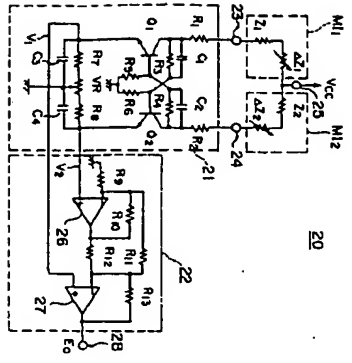 Q1
R1
23
Z1
MI1
ΔZ1
V1
C3
R7
R5
R3
C1
VR
Vcc
25
R6
R4
C2
ΔZ2
Z2
C4
R8
Q2
R2
21
24
MI2
V2
R9
26
R10
R11
R12
R13
22
20
27
28
Eo